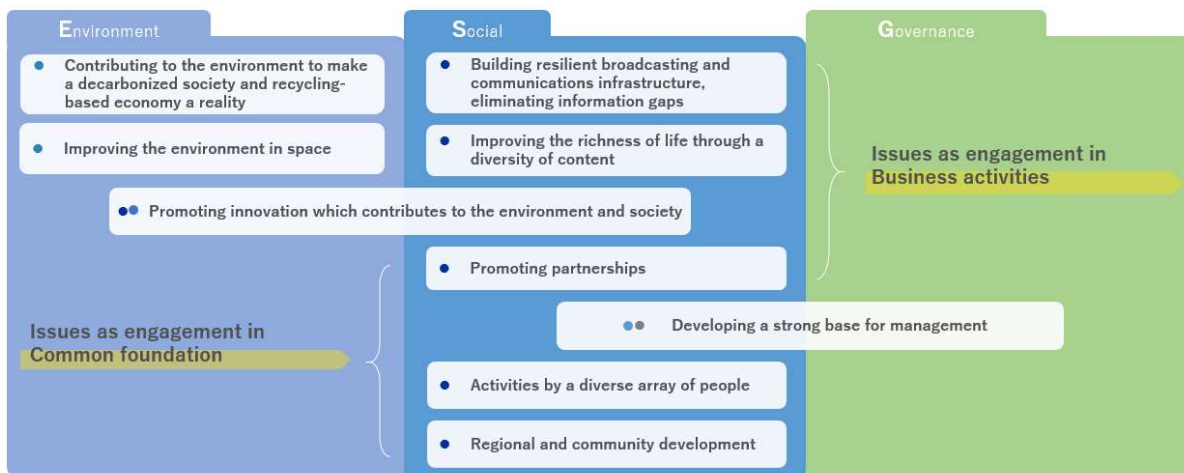 Environment
Social
Governance
Contributing to the environment to make
a decarbonized society and recycling-
based economy a reality
Improving the environment in space
Building resilient broadcasting and
communications infrastructure,
eliminating information gaps
Improving the richness of life through a
diversity of content
Issues as engagement in
Business activities
Promoting innovation which contributes to the environment and society
Promoting partnerships
Developing a strong base for management
Issues as engagement in
Common foundation
Activities by a diverse array of people
Regional and community development